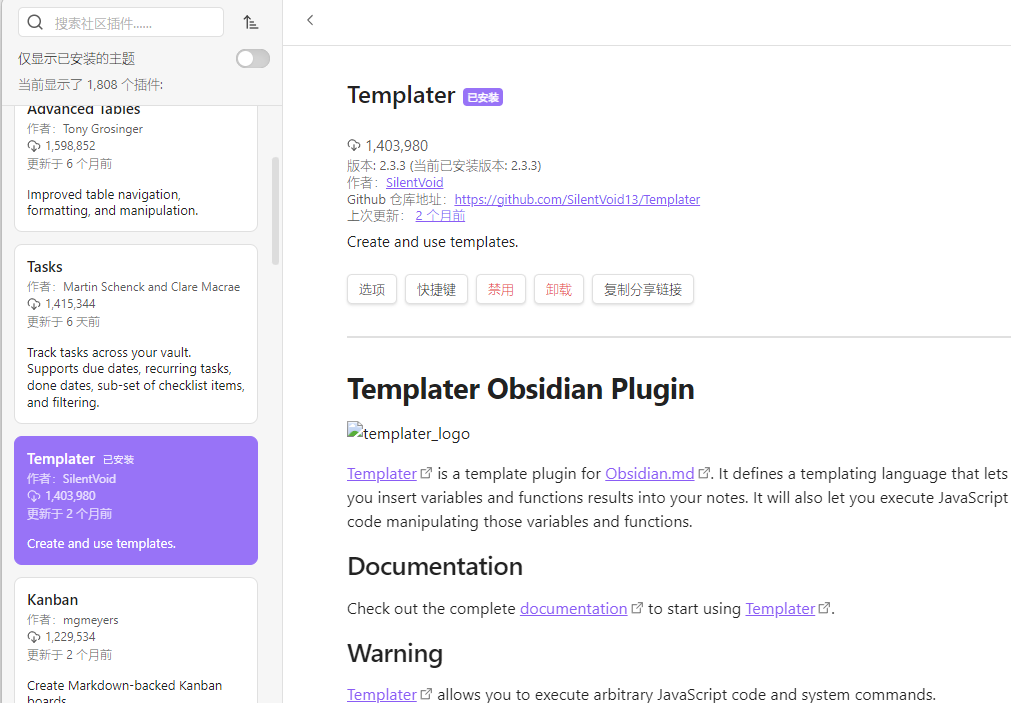 搜索社区插件......
仅显示已安装的主题
当前显示了 1,808 个插件:
Advanced Tables
作者：Tony Grosinger
1,598,852
更新于 6 个月前
Improved table navigation,
formatting, and manipulation.
Tasks
作者：Martin Schenck and Clare Macrae
1,415,344
更新于 6 天前
Track tasks across your vault.
Supports due dates, recurring tasks,
done dates, sub-set of checklist items,
and filtering.
Templater 已安装
作者：SilentVoid
1,403,980
更新于 2 个月前
Create and use templates.
Kanban
作者：mgmeyers
1,229,534
更新于 2 个月前
Create Markdown-backed Kanban
boards.
Templater 已安装
1,403,980
版本: 2.3.3 (当前已安装版本: 2.3.3)
作者：SilentVoid
Github 仓库地址：https://github.com/SilentVoid13/Templater
上次更新：2 个月前
Create and use templates.
选项 快捷键 禁用 卸载 复制分享链接
Templater Obsidian Plugin
templater_logo
Templater is a template plugin for Obsidian.md. It defines a templating language that lets
you insert variables and functions results into your notes. It will also let you execute JavaScript
code manipulating those variables and functions.
Documentation
Check out the complete documentation to start using Templater.
Warning
Templater allows you to execute arbitrary JavaScript code and system commands.